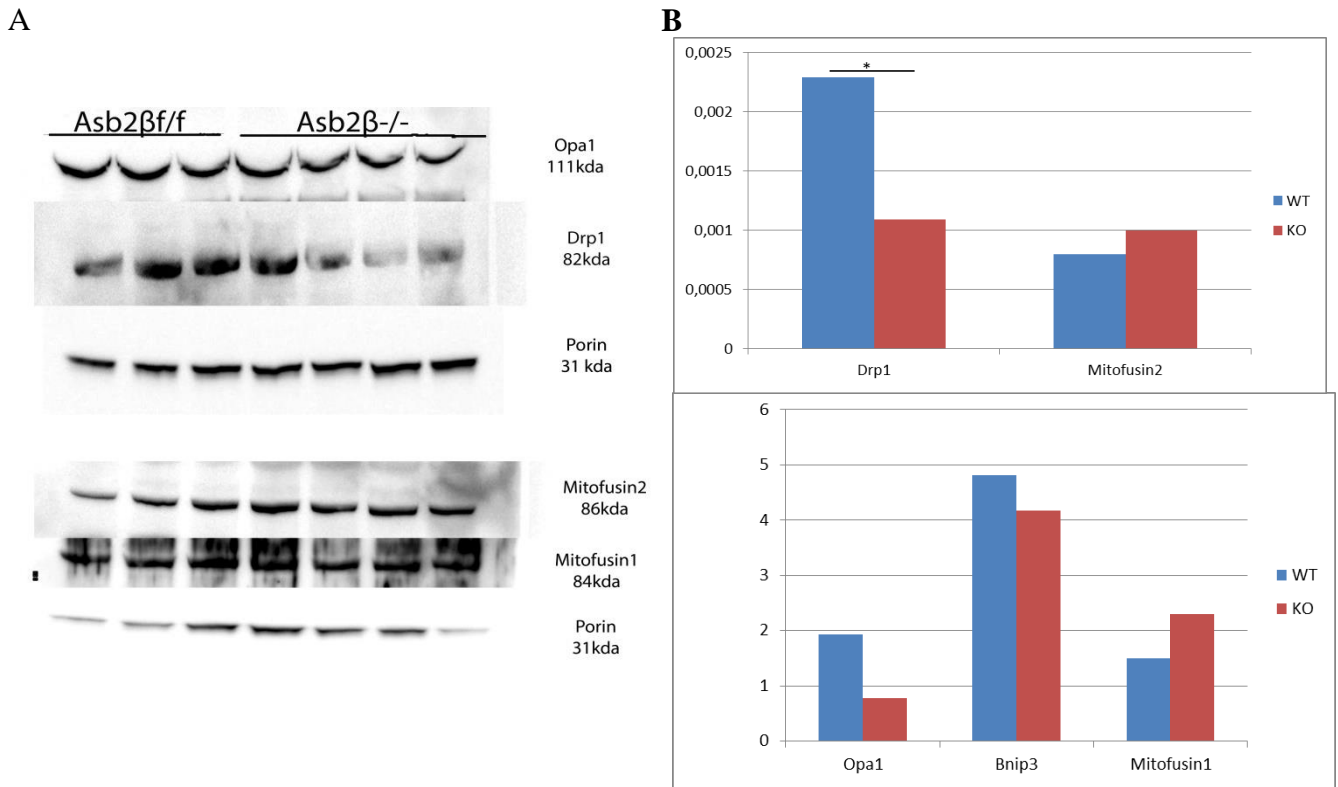 A
Asb2βf/f
Asb2β-/-
Opa1
111kda
Drp1
82kda
Porin
31 kda
Mitofusin2
86kda
Mitofusin1
84kda
Porin
31kda
B
0,0025
0,002
0,0015
0,001
0,0005
0
*
Drp1
Mitofusin2
WT
KO
6
5
4
3
2
1
0
Opa1
Bnip3
Mitofusin1
WT
KO